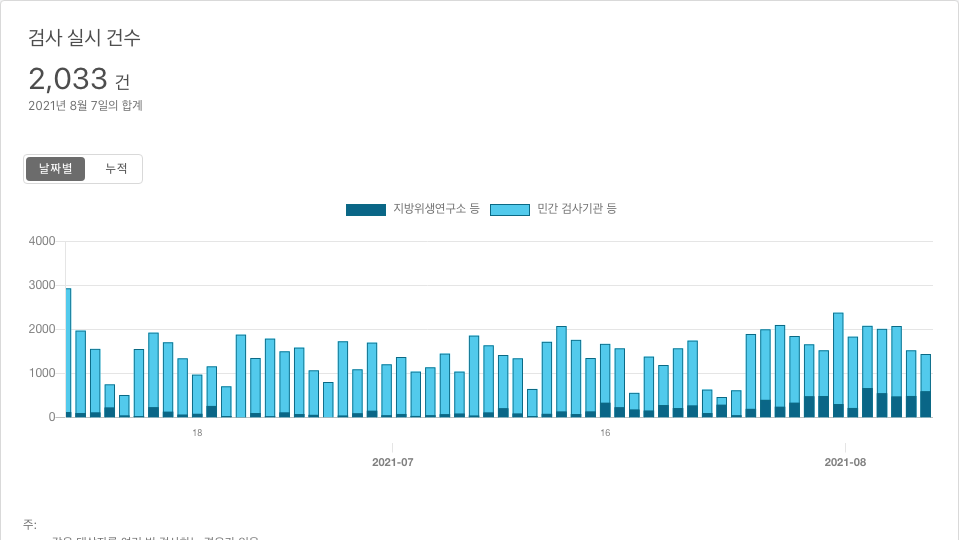 검사 실시 건수
2,033 건
2021년 8월 7일의 합계
날짜별 누적
지방위생연구소 등 민간 검사기관 등
4000
3000
2000
1000
0
18 16
2021-07 2021-08
주: